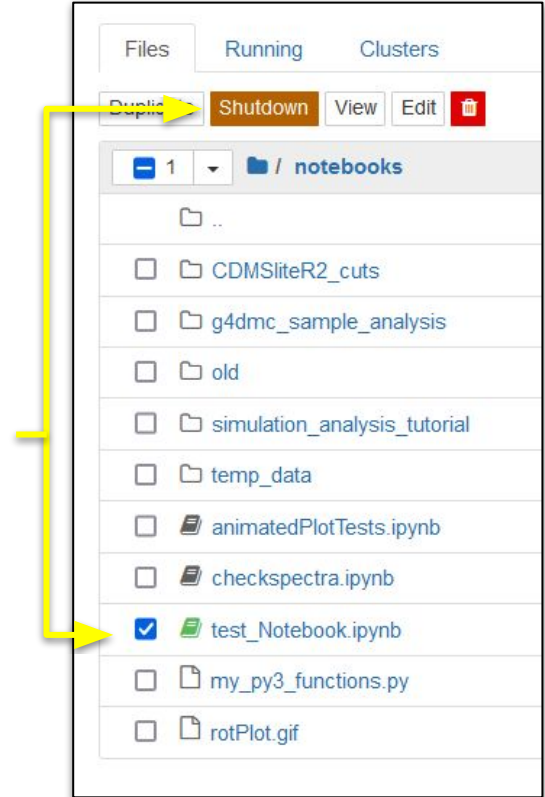 Files Running Clusters
Shutdown View Edit
1 / notebooks
..
CDMSliteR2_cuts
g4dmc_sample_analysis
old
simulation_analysis_tutorial
temp_data
animatedPlotTests.ipynb
checkspectra.ipynb
test_Notebook.ipynb
my_py3_functions.py
rotPlot.gif